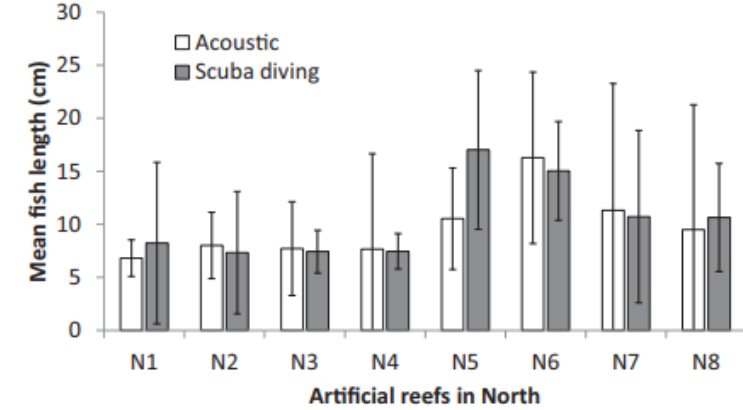 30
25
20
15
10
5
0
Mean fish length (cm)
Acoustic
Scuba diving
N1 N2 N3 N4 N5 N6 N7 N8
Artificial reefs in North